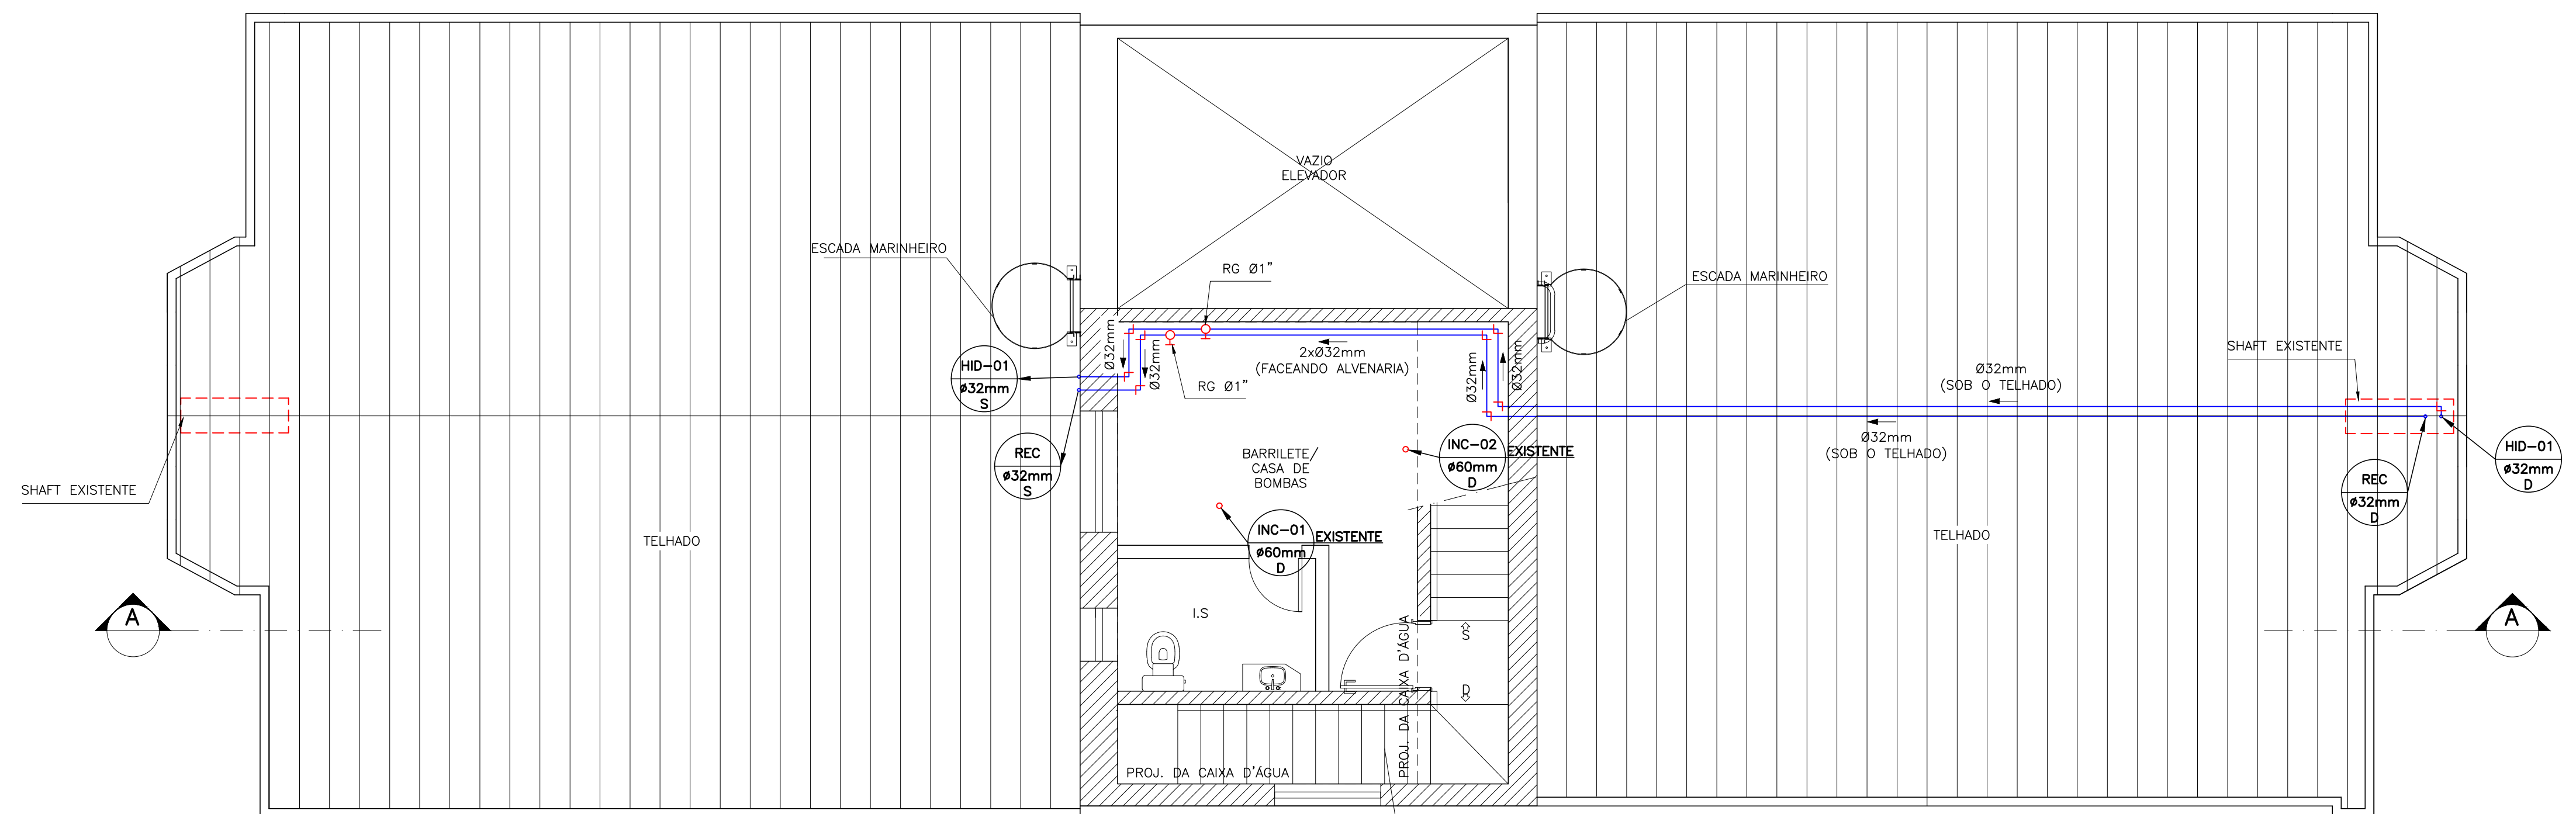 VAZIO
ELEVADOR
ESCADA MARINHEIRO
RG Ø1”
ESCADA MARINHEIRO
Ø32mm
Ø32mm
2xØ32mm
(FACEANDO ALVENARIA)
Ø32mm
Ø32mm
SHAFT EXISTENTE
HID-01
Ø32mm
S
RG Ø1”
Ø32mm
(SOB O TELHADO)
Ø32mm
(SOB O TELHADO)
REC
Ø32mm
S
BARRILETE/
CASA DE
BOMBAS
INC-02
Ø60mm
D
EXISTENTE
HID-01
Ø32mm
D
REC
Ø32mm
D
SHAFT EXISTENTE
TELHADO
INC-01
Ø60mm
D
EXISTENTE
TELHADO
A
I.S
S
D
A
PROJ. DA CAIXA D'ÁGUA
PROJ. DA CAIXA D'ÁGUA